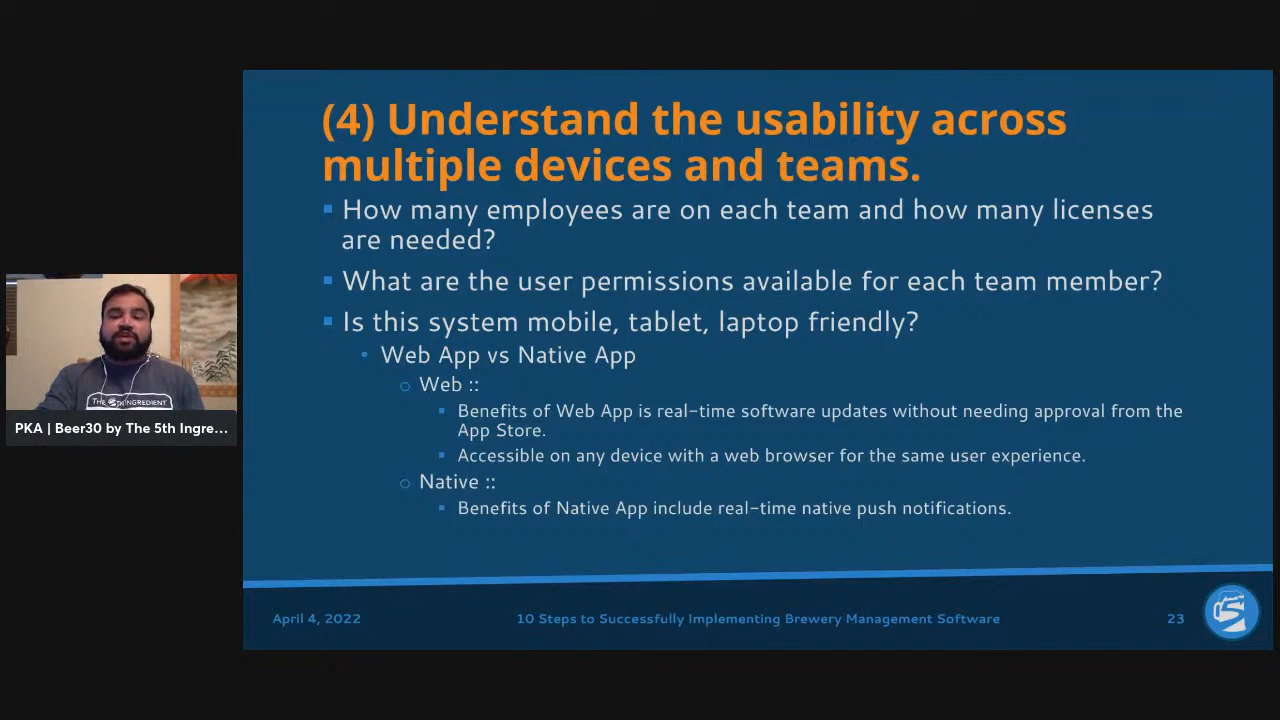 (4) Understand the usability across
multiple devices and teams.
How many employees are on each team and how many licenses
are needed?
What are the user permissions available for each team member?
Is this system mobile, tablet, laptop friendly?
Web App vs Native App
Web ::
Benefits of Web App is real-time software updates without needing approval from the
App Store.
Accessible on any device with a web browser for the same user experience.
Native ::
Benefits of Native App include real-time native push notifications.
THE 5TH INGREDIENT
PKA | Beer30 by The 5th Ingre...
April 4, 2022
10 Steps to Successfully Implementing Brewery Management Software
23
5